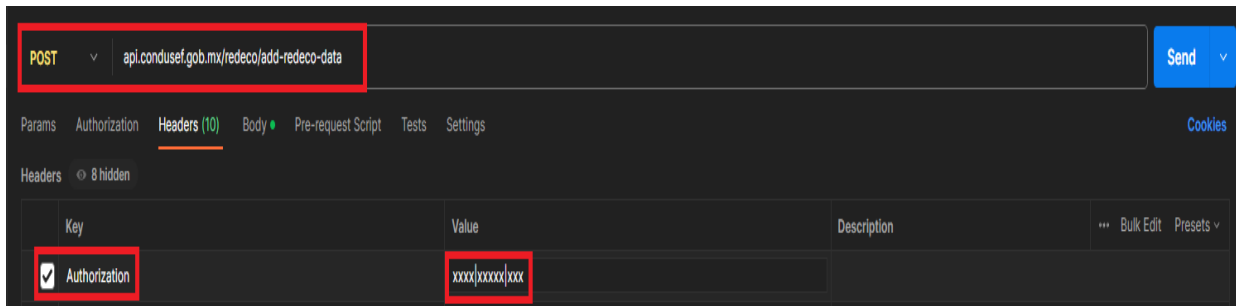 POST api.condusef.gob.mx/redeco/add-redeco-data Send
Params Authorization Headers (10) Body Pre-request Script Tests Settings Cookies
Headers 8 hidden
Key Value Description ••• Bulk Edit Presets
Authorization xxxx|xxxxx|xxx